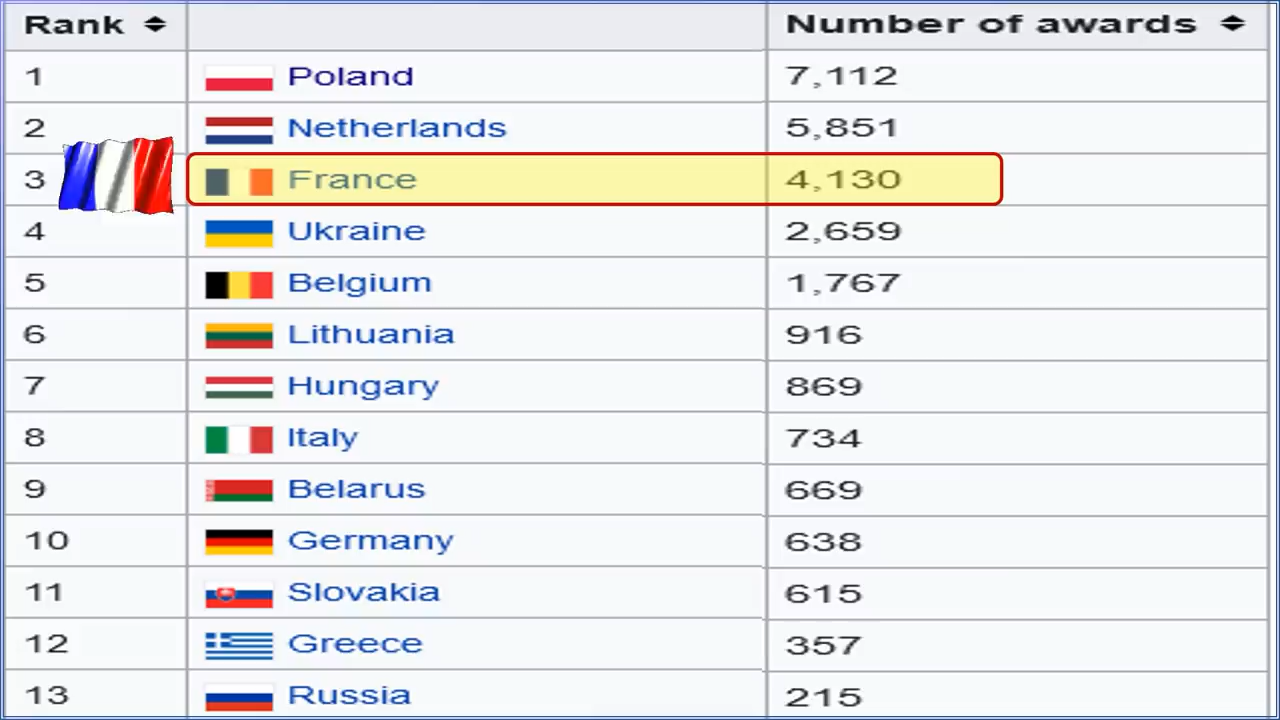 Rank Number of awards
1 Poland 7,112
2 Netherlands 5,851
3 France 4,130
4 Ukraine 2,659
5 Belgium 1,767
6 Lithuania 916
7 Hungary 869
8 Italy 734
9 Belarus 669
10 Germany 638
11 Slovakia 615
12 Greece 357
13 Russia 215